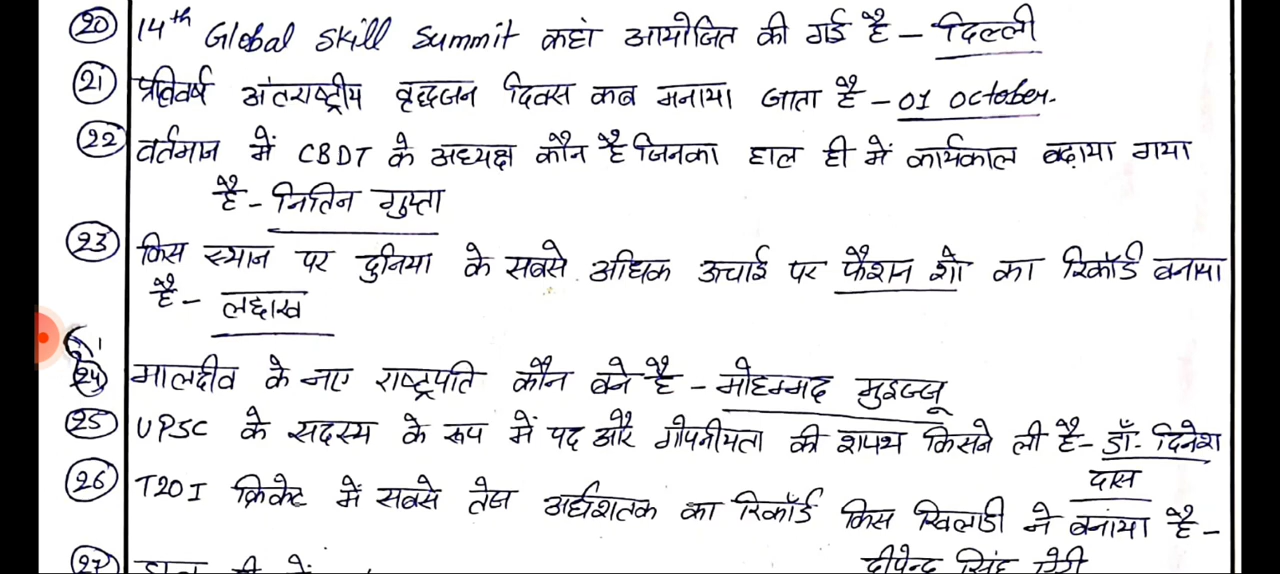 20 14th Global Skill Summit कहां आयोजित की गई है - दिल्ली
21 प्रतिवर्ष अंतराष्ट्रीय वृद्धजन दिवस कब मनाया जाता है - 01 October.
22 वर्तमान में CBDT के अध्यक्ष कौन है जिनका हाल ही में कार्यकाल बढ़ाया गया
है - नितिन गुप्ता
23 किस स्थान पर दुनिया के सबसे अधिक उचाई पर फैशन शो का रिकॉर्ड बनाया
है - लद्दाख
24 मालदीव के नए राष्ट्रपति कौन बने है - मोहम्मद मुइज्जू
25 UPSC के सदस्य के रूप में पद और गोपनीयता की शपथ किसने ली है - डॉ- दिनेश
दास
26 T20I क्रिकेट में सबसे तेज अर्धशतक का रिकॉर्ड किस खिलाडी ने बनाया है -
दीपेन्द्र सिंह ऐरी
27